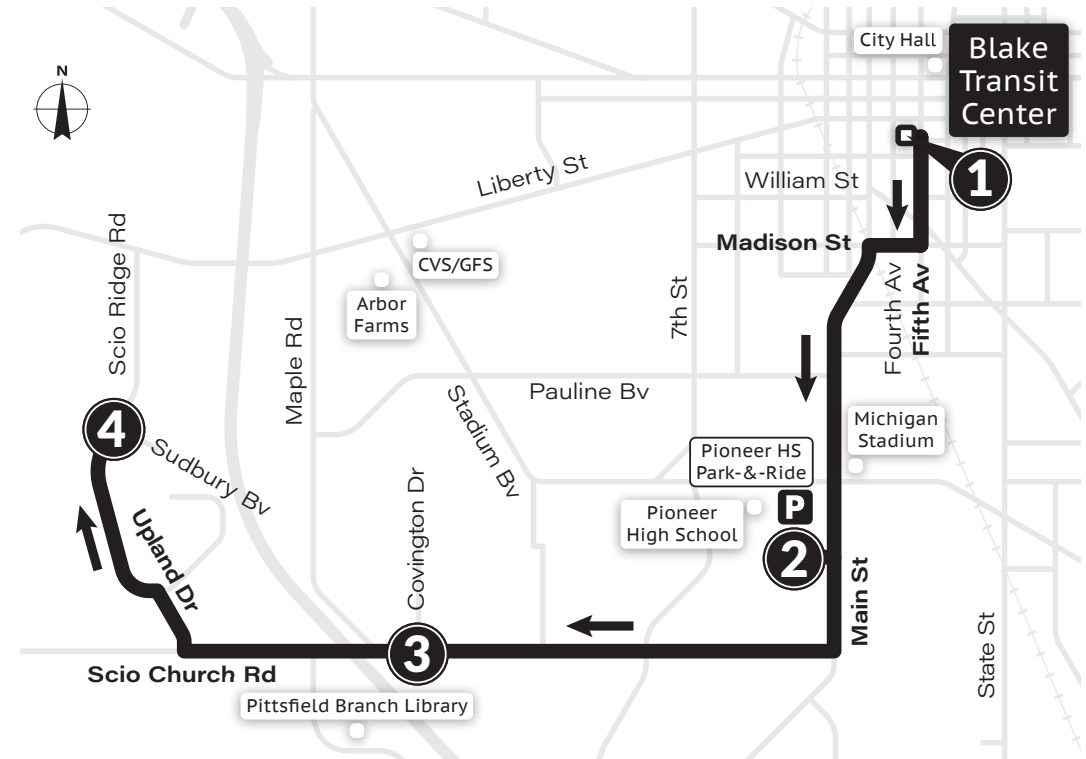 N
City Hall
Blake
Transit
Center
1
Liberty St
William St
Madison St
Scio Ridge Rd
CVS/GFS
Arbor
Farms
7th St
Fourth Av
Fifth Av
Maple Rd
Pauline Bv
Stadium Bv
4
Sudbury Bv
Michigan
Stadium
Pioneer HS
Park-&-Ride
P
Pioneer
High School
2
Upland Dr
Covington Dr
Main St
3
State St
Scio Church Rd
Pittsfield Branch Library